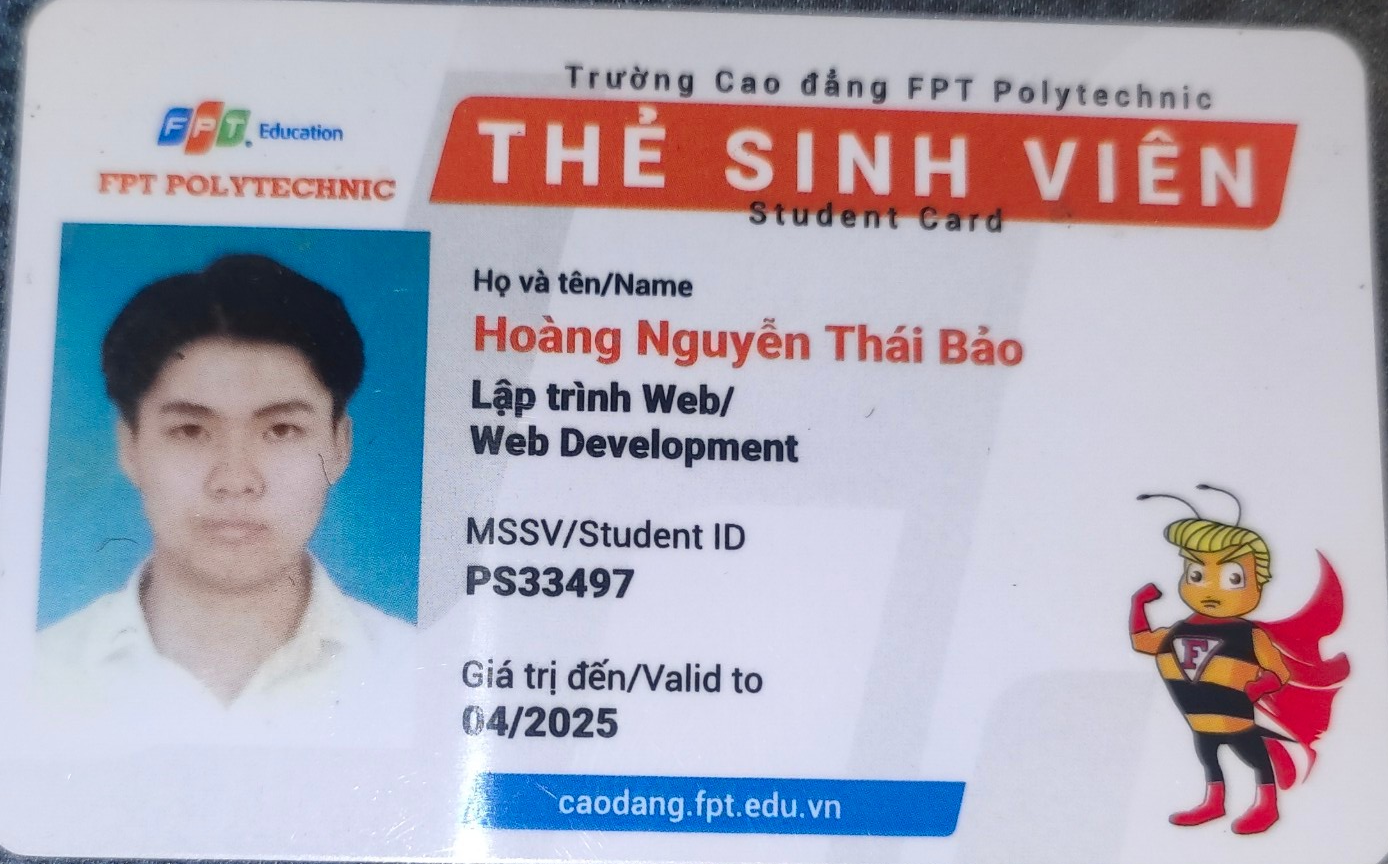 Trường Cao đẳng FPT Polytechnic
FPT Education
FPT POLYTECHNIC
THẺ SINH VIÊN
Student Card
Họ và tên/Name
Hoàng Nguyễn Thái Bảo
Lập trình Web/
Web Development
MSSV/Student ID
PS33497
Giá trị đến/Valid to
04/2025
caodang.fpt.edu.vn
F